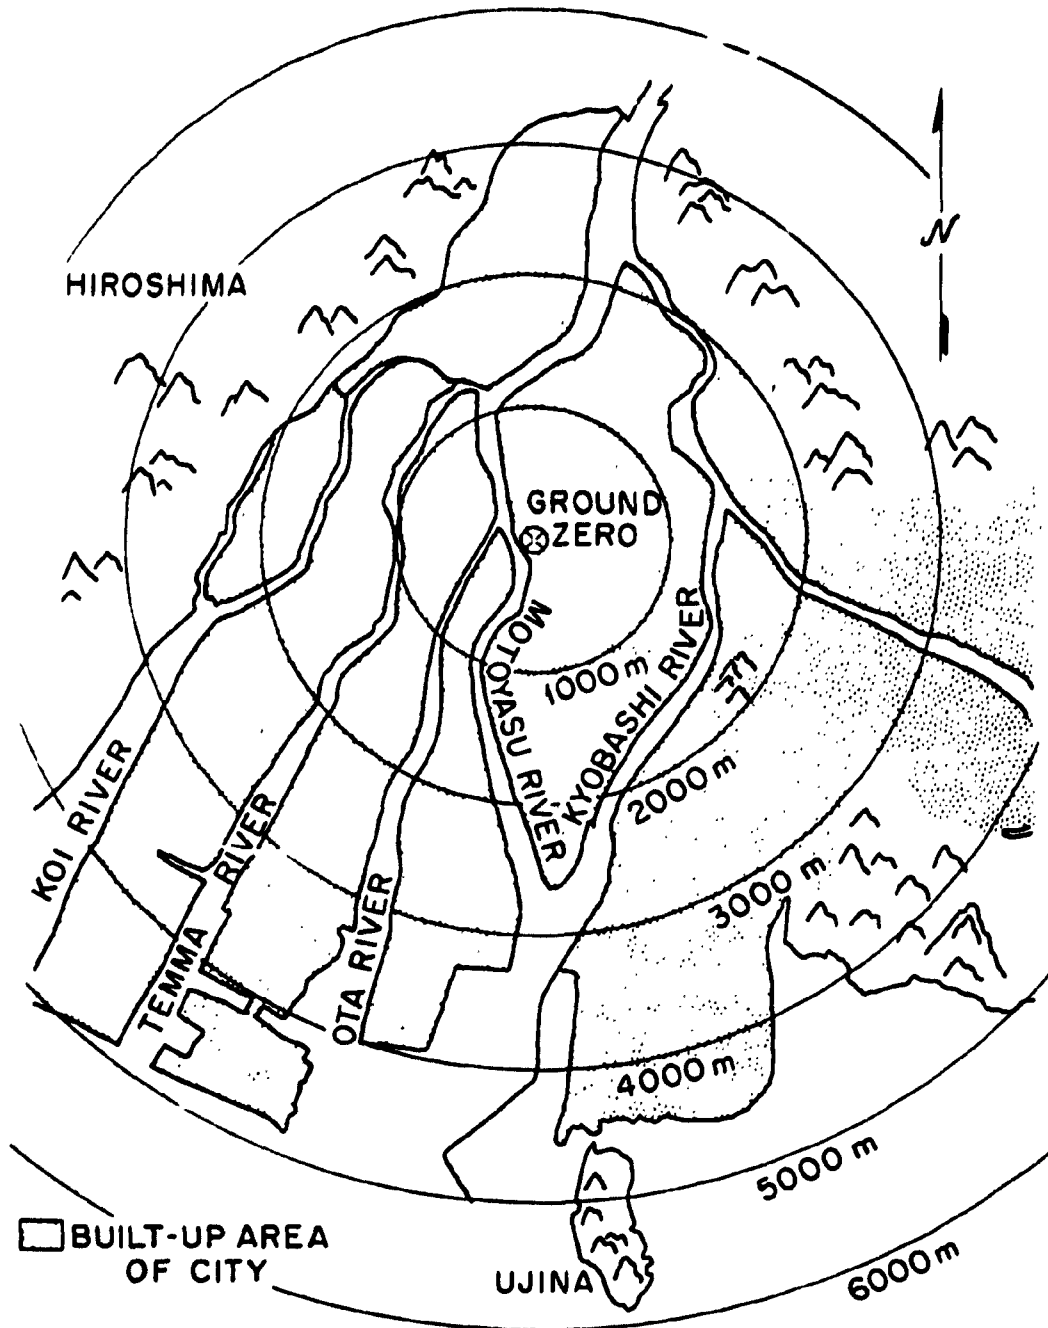 N
HIROSHIMA
GROUND
ZERO
MOTOYASU RIVER
1000 m
KYOBASHI RIVER
2000 m
KOI RIVER
TEMMA RIVER
OTA RIVER
3000 m
4000 m
5000 m
BUILT-UP AREA
OF CITY
UJINA
6000 m